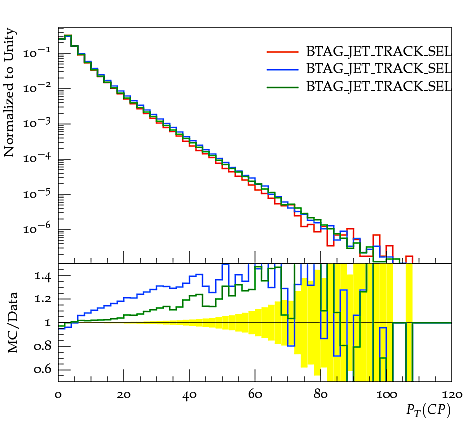 Normalized to Unity
10−1
10−2
10−3
10−4
10−5
10−6
BTAG_JET_TRACK_SEL
BTAG_JET_TRACK_SEL
BTAG_JET_TRACK_SEL
MC/Data
1.4
1.2
1
0.8
0.6
0 20 40 60 80 100 120
PT(CP)